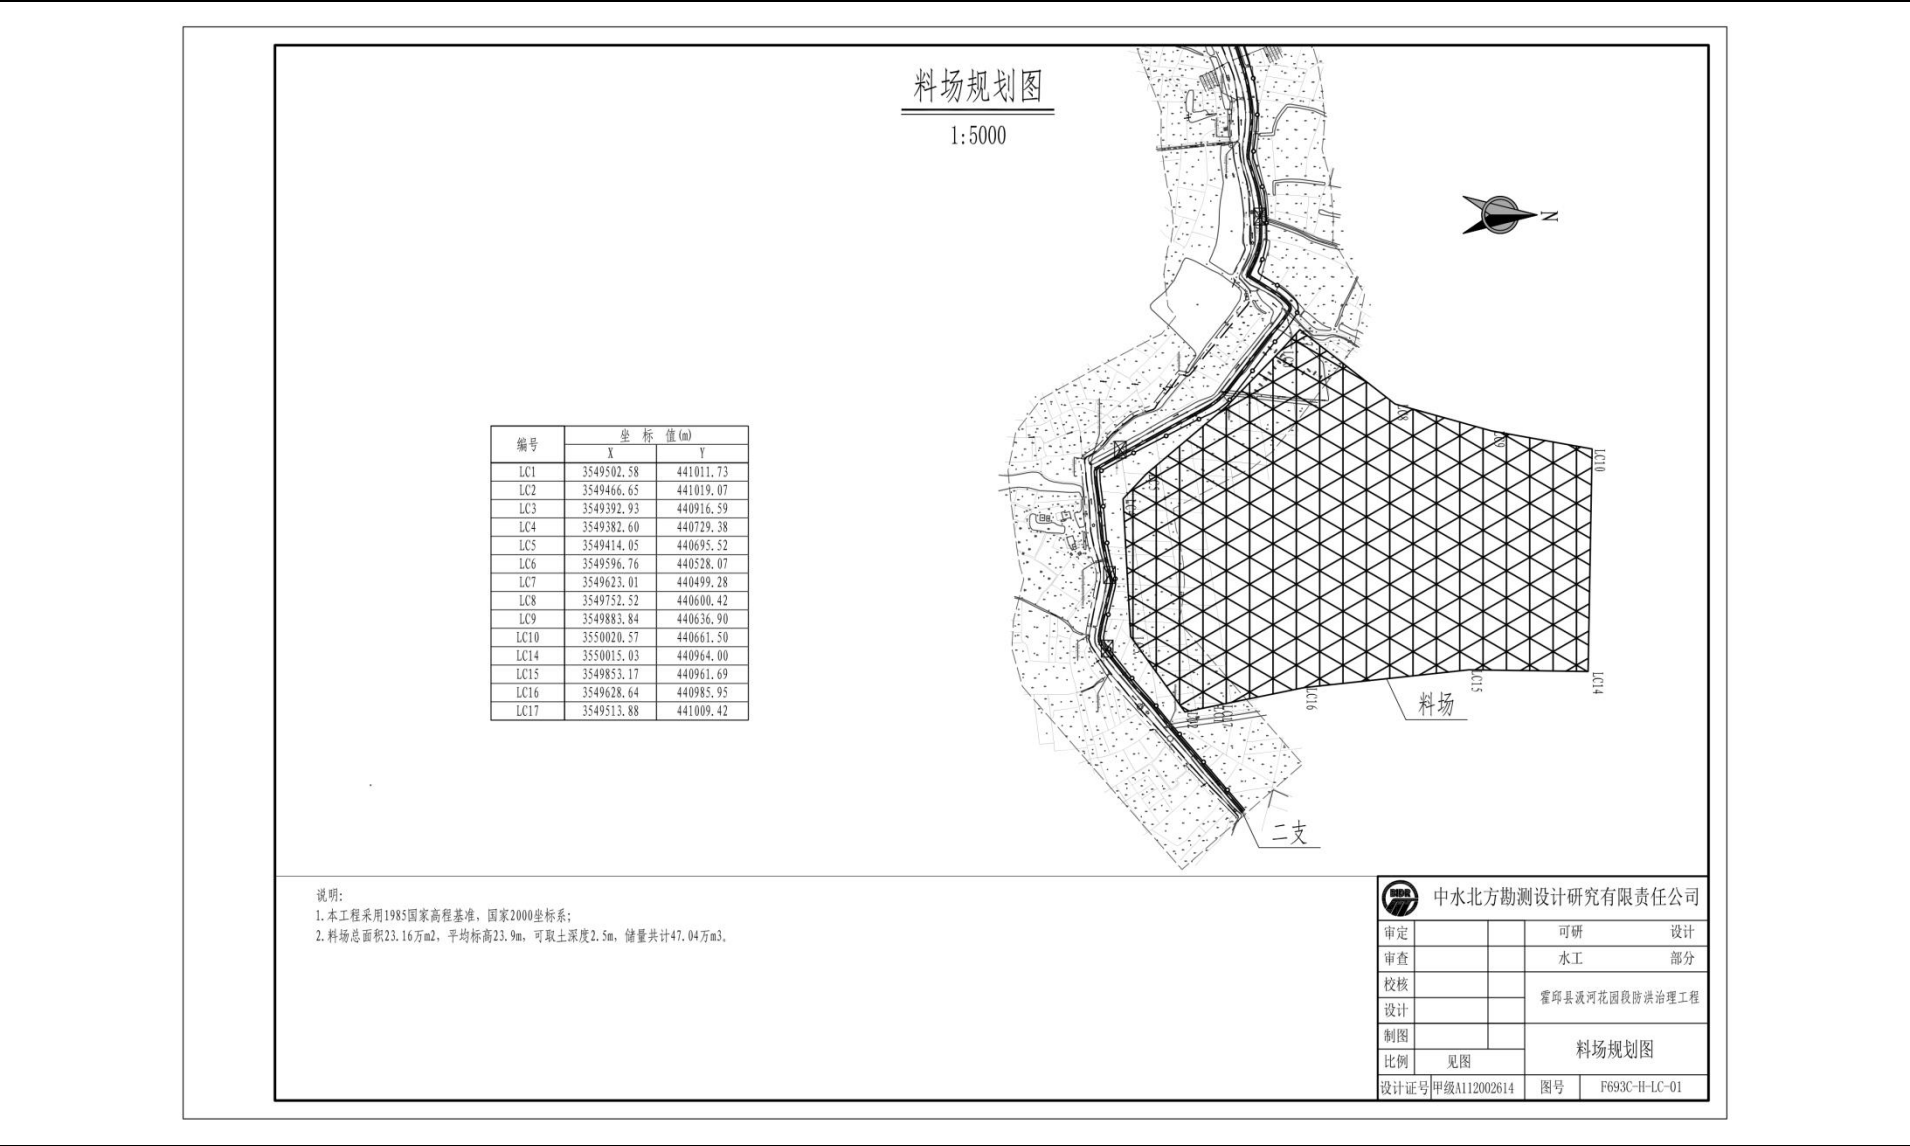 料场规划图
1:5000
N
编号 坐 标 值(m)
X Y
LC1 3549502.58 441011.73
LC2 3549466.65 441019.07
LC3 3549392.93 440916.59
LC4 3549382.60 440729.38
LC5 3549414.05 440695.52
LC6 3549596.76 440528.07
LC7 3549623.01 440499.28
LC8 3549752.52 440600.42
LC9 3549883.84 440636.90
LC10 3550020.57 440661.50
LC14 3550015.03 440964.00
LC15 3549853.17 440961.69
LC16 3549628.64 440985.95
LC17 3549513.88 441009.42
LC8
LC9
LC10
LC14
LC15
LC16
料场
二支
说明:
1.本工程采用1985国家高程基准，国家2000坐标系;
2.料场总面积23.16万m2，平均标高23.9m，可取土深度2.5m，储量共计47.04万m3。
BIDR 中水北方勘测设计研究有限责任公司
审定 可研 设计
审查 水工 部分
校核
设计 霍邱县汲河花园段防洪治理工程
制图
比例 见图 料场规划图
设计证号 甲级A112002614 图号 F693C-H-LC-01